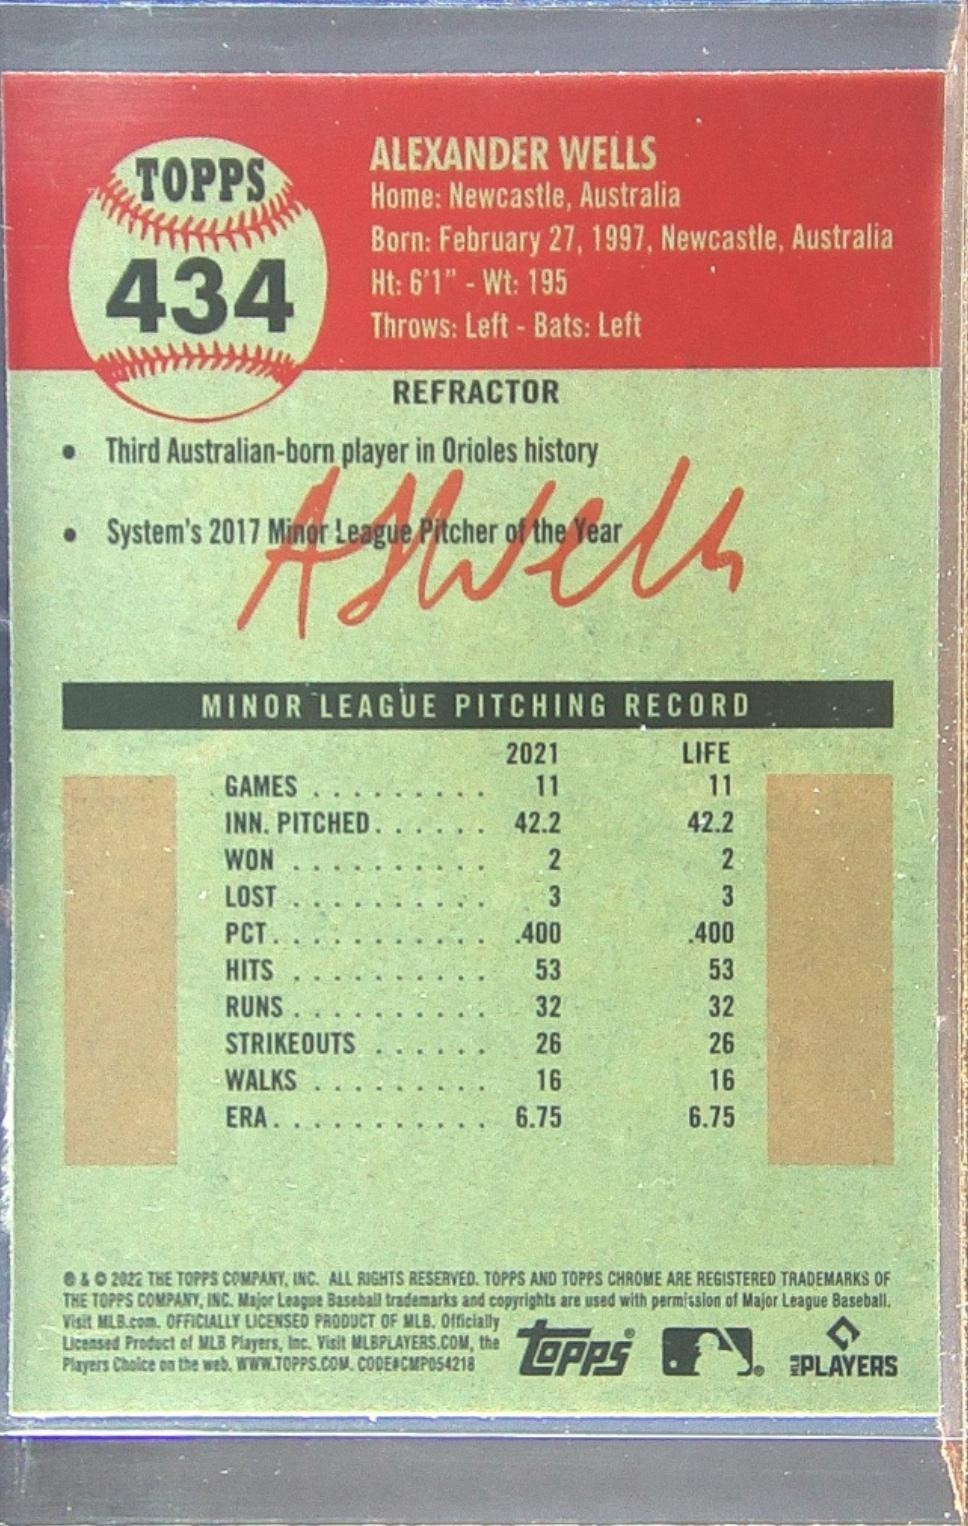 TOPPS
434
ALEXANDER WELLS
Home: Newcastle, Australia
Born: February 27, 1997, Newcastle, Australia
Ht: 6'1" - Wt: 195
Throws: Left - Bats: Left
REFRACTOR
• Third Australian-born player in Orioles history
• System's 2017 Minor League Pitcher of the Year
A Wells
MINOR LEAGUE PITCHING RECORD
2021 LIFE
GAMES . . . . . . . . . . 11 11
INN. PITCHED. . . . . . 42.2 42.2
WON . . . . . . . . . . . 2 2
LOST . . . . . . . . . . . 3 3
PCT. . . . . . . . . . . . .400 .400
HITS . . . . . . . . . . . 53 53
RUNS . . . . . . . . . . 32 32
STRIKEOUTS . . . . . . 26 26
WALKS . . . . . . . . . . 16 16
ERA. . . . . . . . . . . . 6.75 6.75
® & © 2022 THE TOPPS COMPANY, INC. ALL RIGHTS RESERVED. TOPPS AND TOPPS CHROME ARE REGISTERED TRADEMARKS OF
THE TOPPS COMPANY, INC. Major League Baseball trademarks and copyrights are used with permission of Major League Baseball.
Visit MLB.com. OFFICIALLY LICENSED PRODUCT OF MLB. Officially
Licensed Product of MLB Players, Inc. Visit MLBPLAYERS.COM, the
Players Choice on the web. WWW.TOPPS.COM. CODE#CMP054218
Topps®
MLB PLAYERS